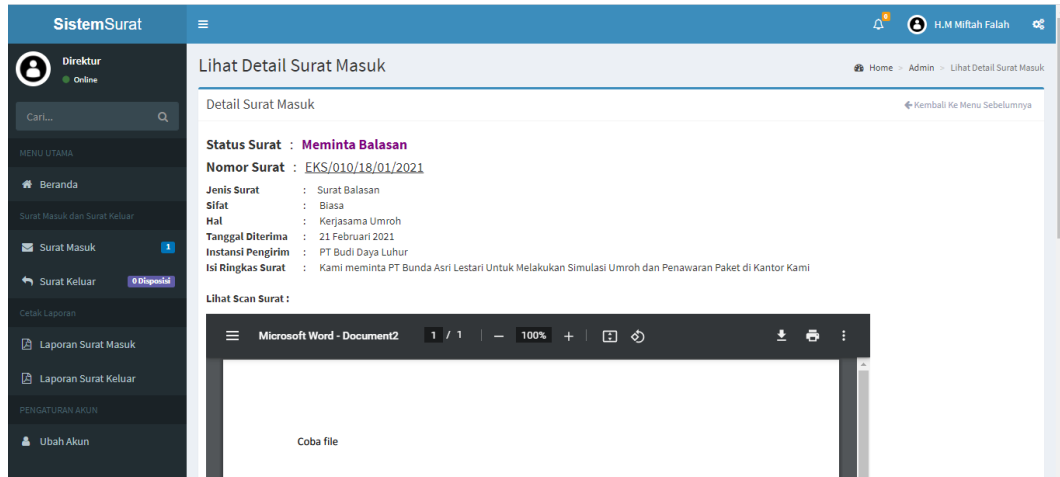 SistemSurat
H.M Miftah Falah
Direktur
Online
Cari...
MENU UTAMA
Beranda
Surat Masuk dan Surat Keluar
Surat Masuk 1
Surat Keluar 0 Disposisi
Cetak Laporan
Laporan Surat Masuk
Laporan Surat Keluar
PENGATURAN AKUN
Ubah Akun
Lihat Detail Surat Masuk
Home > Admin > Lihat Detail Surat Masuk
Detail Surat Masuk
Kembali Ke Menu Sebelumnya
Status Surat : Meminta Balasan
Nomor Surat : EKS/010/18/01/2021
Jenis Surat : Surat Balasan
Sifat : Biasa
Hal : Kerjasama Umroh
Tanggal Diterima : 21 Februari 2021
Instansi Pengirim : PT Budi Daya Luhur
Isi Ringkas Surat : Kami meminta PT Bunda Asri Lestari Untuk Melakukan Simulasi Umroh dan Penawaran Paket di Kantor Kami
Lihat Scan Surat :
Microsoft Word - Document2 1 / 1 | — 100% + |
Coba file